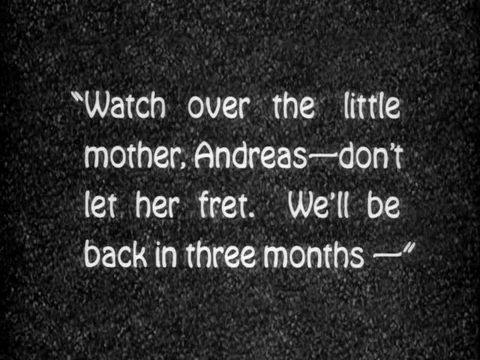 "Watch over the little
mother, Andreas—don't
let her fret. We'll be
back in three months —"